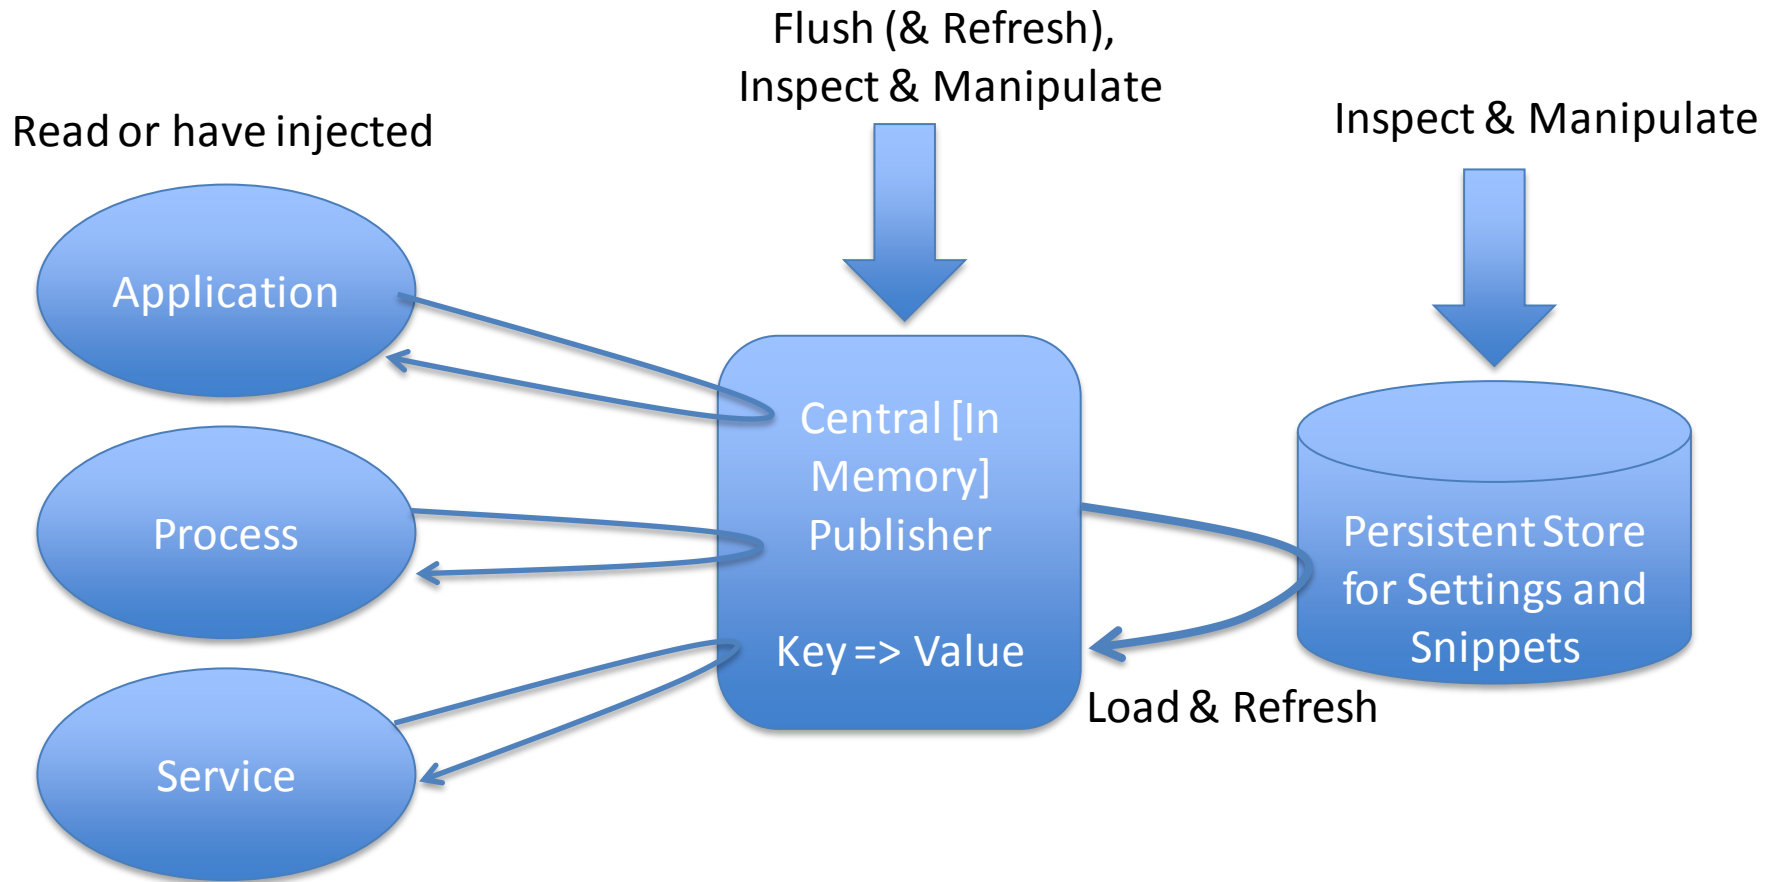 Flush (& Refresh),
Inspect & Manipulate
Inspect & Manipulate
Read or have injected
Application
Process
Service
Central [In
Memory]
Publisher
Key => Value
Persistent Store
for Settings and
Snippets
Load & Refresh